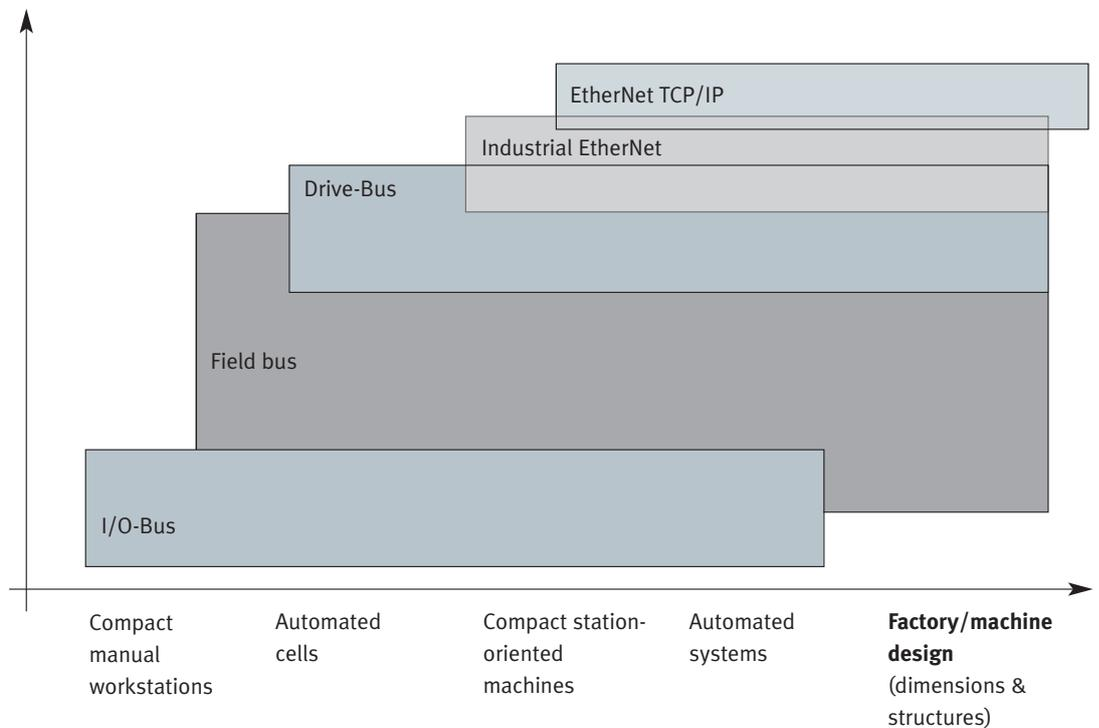 EtherNet TCP/IP
Industrial EtherNet
Drive-Bus
Field bus
I/O-Bus
Compact
manual
workstations
Automated
cells
Compact station-
oriented
machines
Automated
systems
Factory/machine
design
(dimensions &
structures)